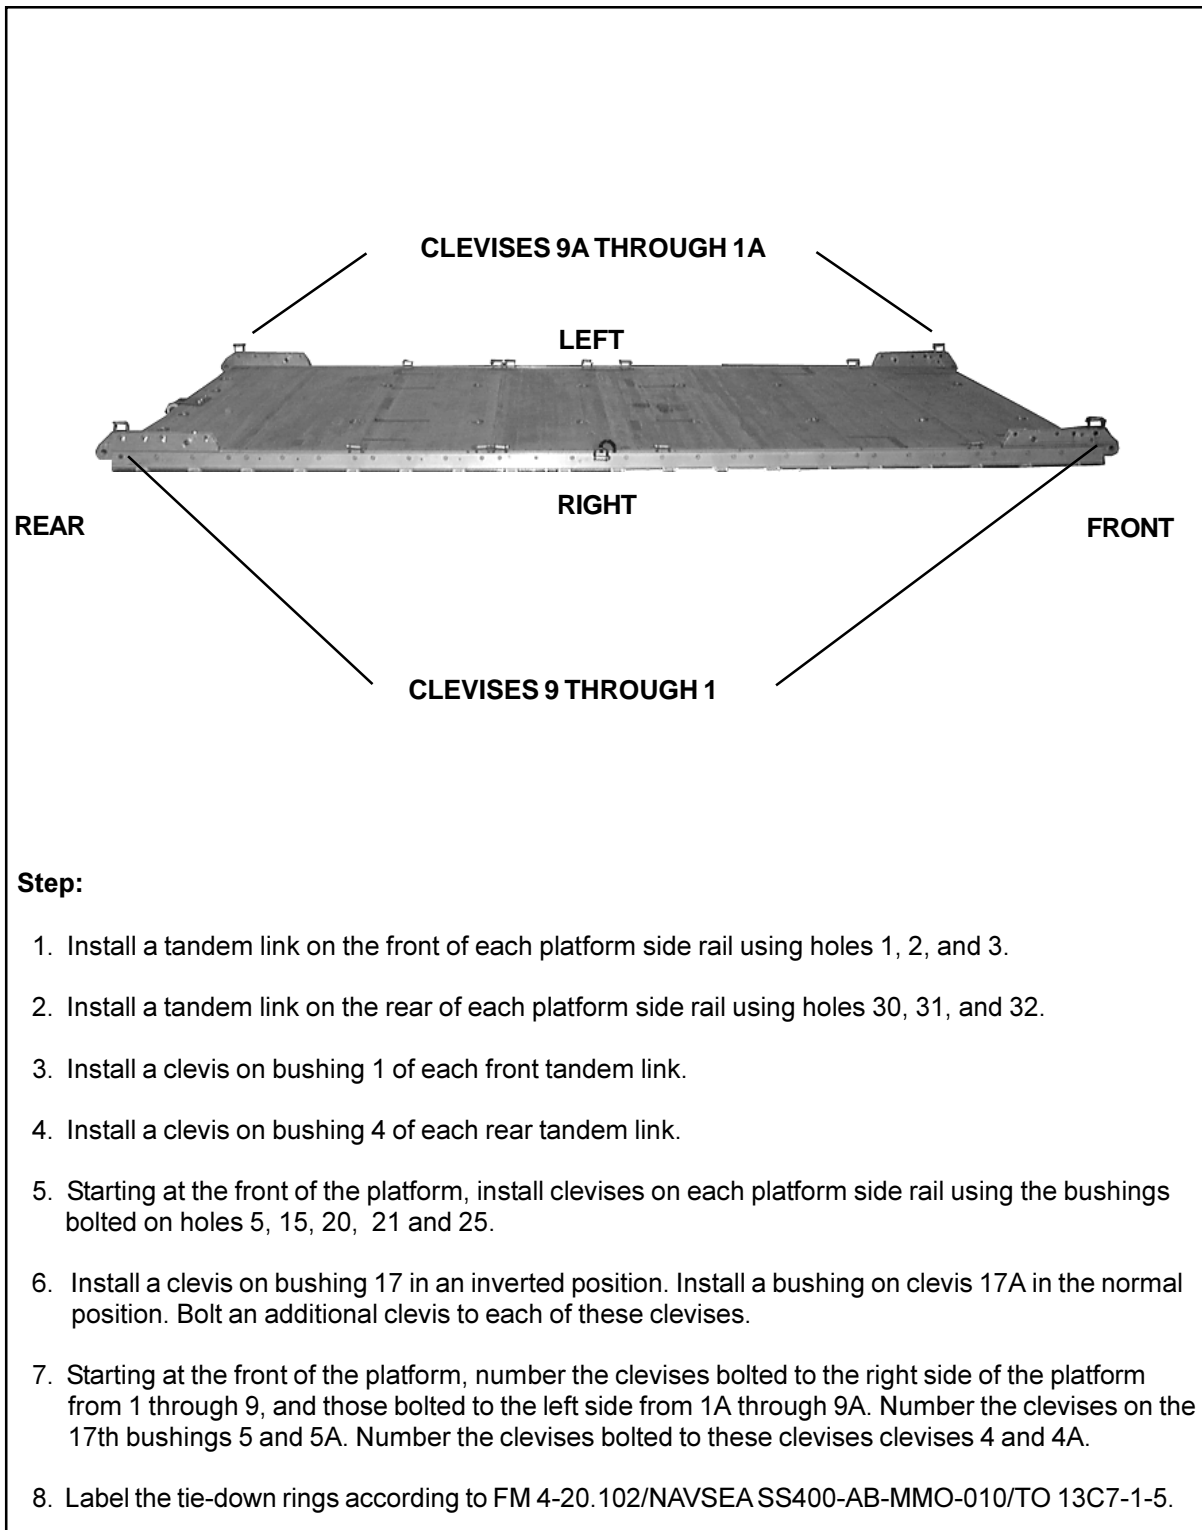 CLEVISES 9A THROUGH 1A
LEFT
RIGHT
REAR
FRONT
CLEVISES 9 THROUGH 1
Step:
1. Install a tandem link on the front of each platform side rail using holes 1, 2, and 3.
2. Install a tandem link on the rear of each platform side rail using holes 30, 31, and 32.
3. Install a clevis on bushing 1 of each front tandem link.
4. Install a clevis on bushing 4 of each rear tandem link.
5. Starting at the front of the platform, install clevises on each platform side rail using the bushings
bolted on holes 5, 15, 20, 21 and 25.
6. Install a clevis on bushing 17 in an inverted position. Install a bushing on clevis 17A in the normal
position. Bolt an additional clevis to each of these clevises.
7. Starting at the front of the platform, number the clevises bolted to the right side of the platform
from 1 through 9, and those bolted to the left side from 1A through 9A. Number the clevises on the
17th bushings 5 and 5A. Number the clevises bolted to these clevises clevises 4 and 4A.
8. Label the tie-down rings according to FM 4-20.102/NAVSEA SS400-AB-MMO-010/TO 13C7-1-5.